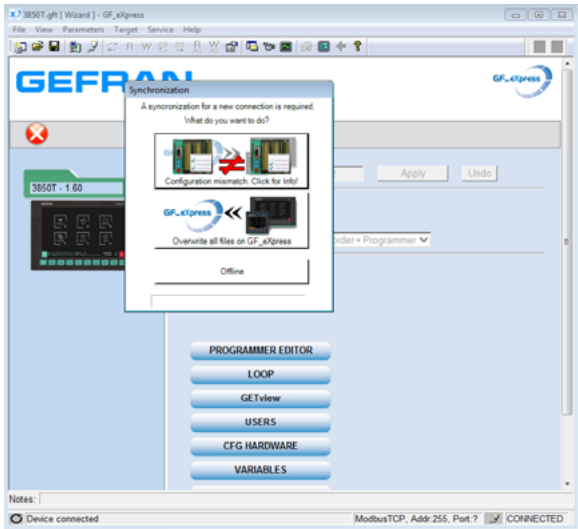 3850T.gft [ Wizard ] - GF_eXpress
File View Parameters Target Service Help
GEFRAN
GF_eXpress
Synchronization
A syncronization for a new connection is required.
What do you want to do?
Configuration mismatch. Click for Info!
GF_eXpress
Overwrite all files on GF_eXpress
Offline
3850T - 1.60
Apply Undo
order + Programmer
PROGRAMMER EDITOR
LOOP
GETview
USERS
CFG HARDWARE
VARIABLES
Notes:
Device connected
ModbusTCP, Addr:255, Port:? CONNECTED